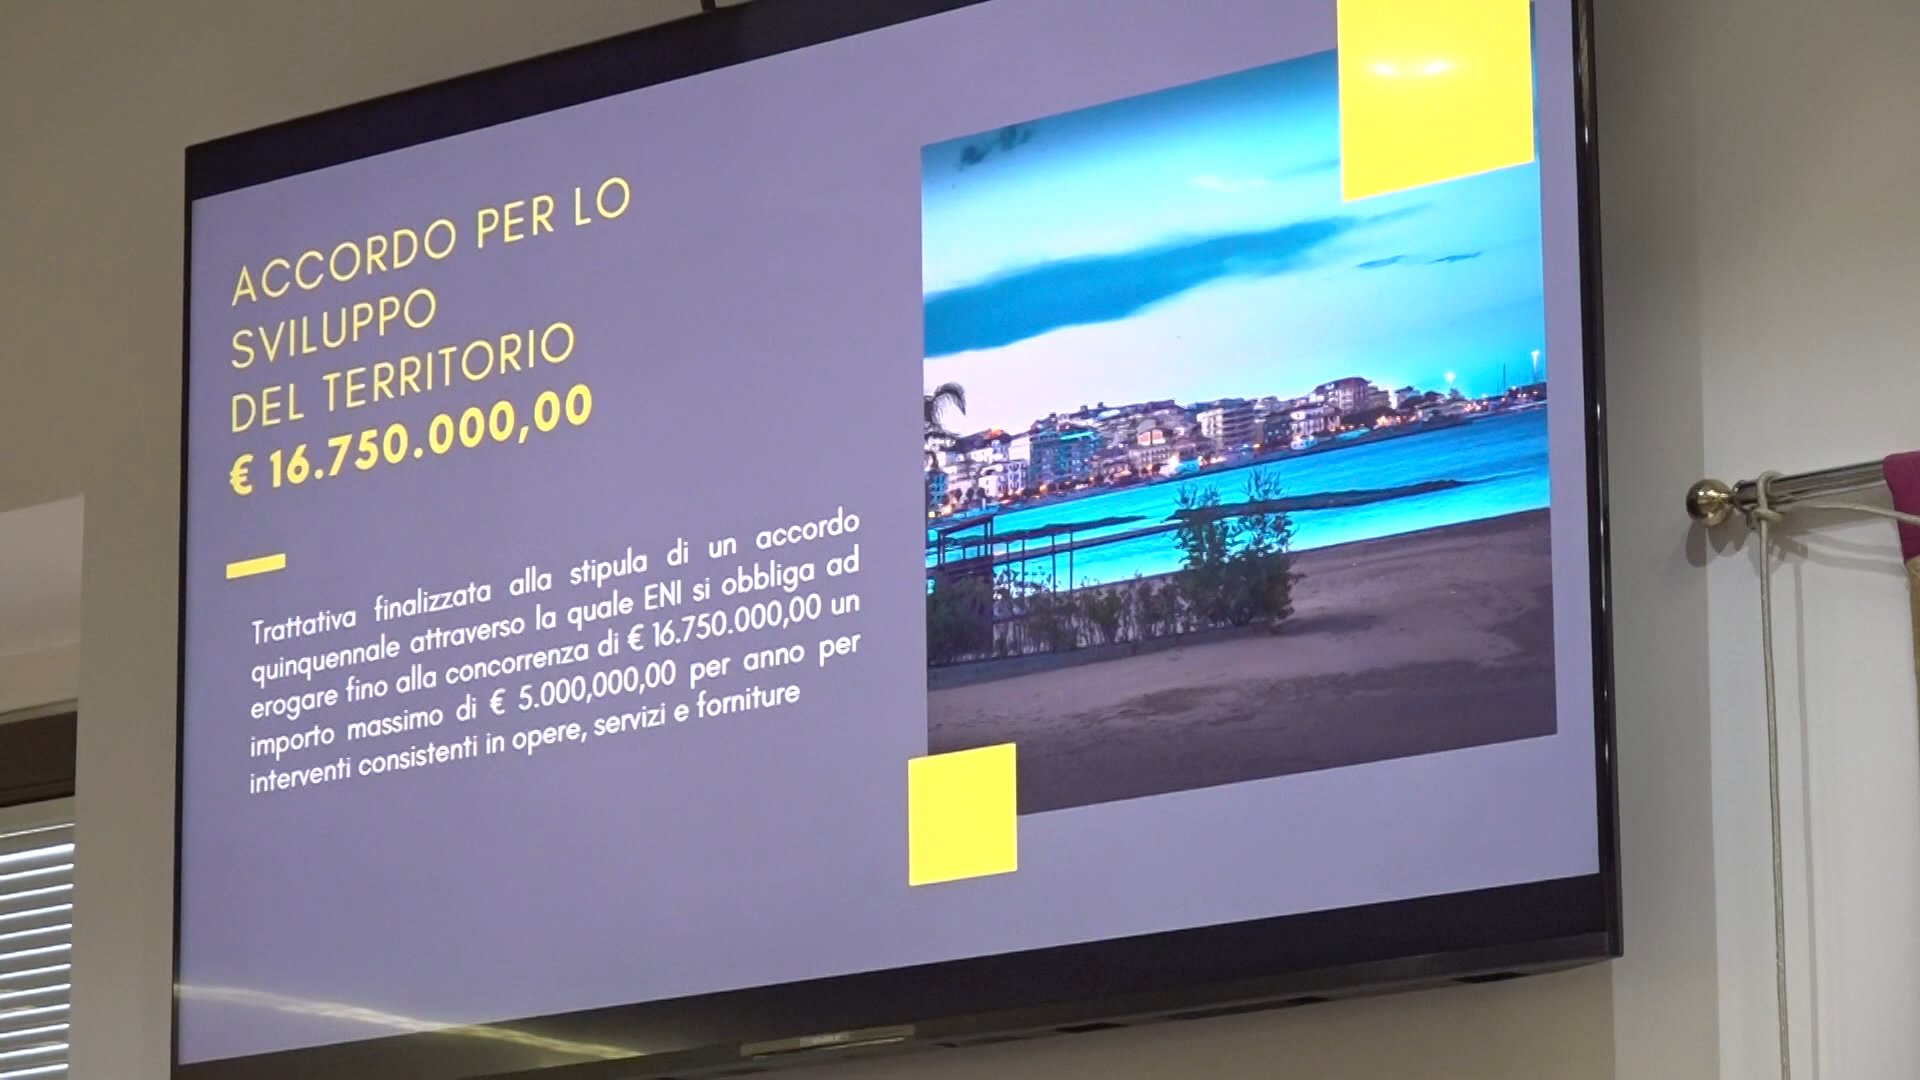 ACCORDO PER LO
SVILUPPO
DEL TERRITORIO
€ 16.750.000,00
Trattativa finalizzata alla stipula di un accordo
quinquennale attraverso la quale ENI si obbliga ad
erogare fino alla concorrenza di € 16.750.000,00 un
importo massimo di € 5.000,000,00 per anno per
interventi consistenti in opere, servizi e forniture